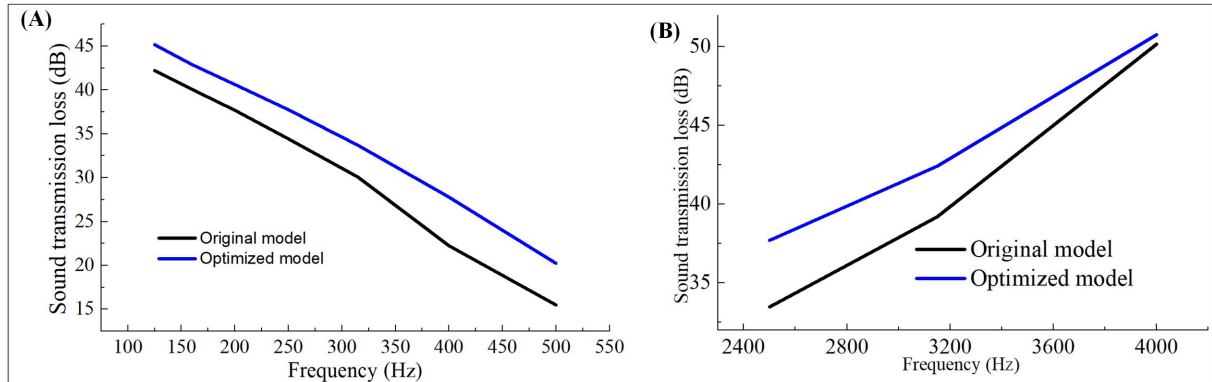 (A)
Sound transmission loss (dB)
45
40
35
30
25
20
15
Original model
Optimized model
100 150 200 250 300 350 400 450 500 550
Frequency (Hz)
(B)
Sound transmission loss (dB)
50
45
40
35
Original model
Optimized model
2400 2800 3200 3600 4000
Frequency (Hz)